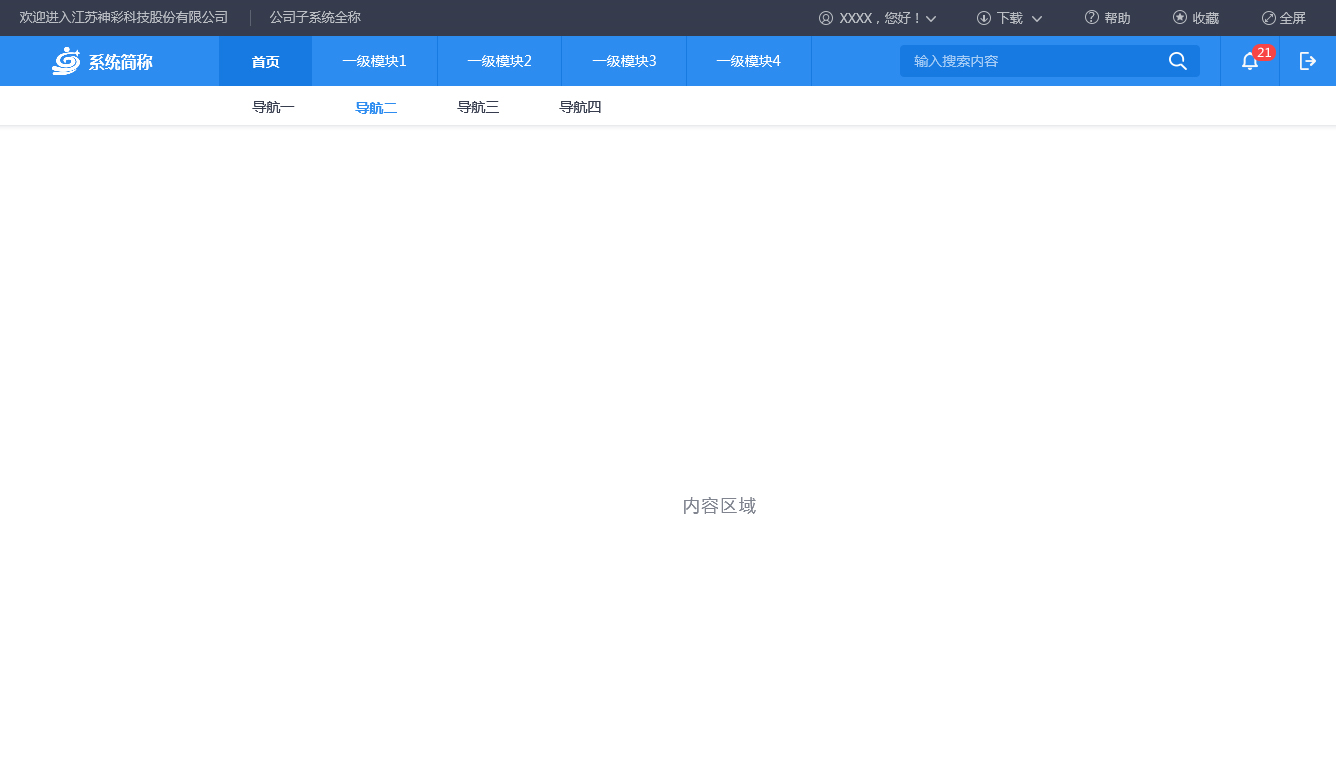 欢迎进入江苏神彩科技股份有限公司 公司子系统全称 XXXX，您好！ 下载 帮助 收藏 全屏
系统简称 首页 一级模块1 一级模块2 一级模块3 一级模块4 输入搜索内容 21
导航一 导航二 导航三 导航四
内容区域